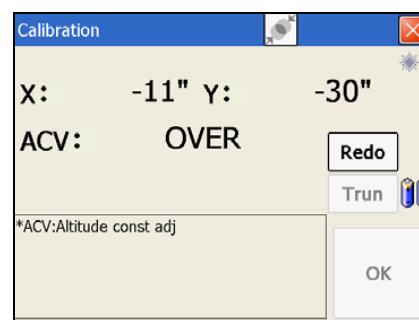 Calibration
X: -11" Y: -30"
ACV: OVER
Redo
Trun
*ACV:Altitude const adj
OK